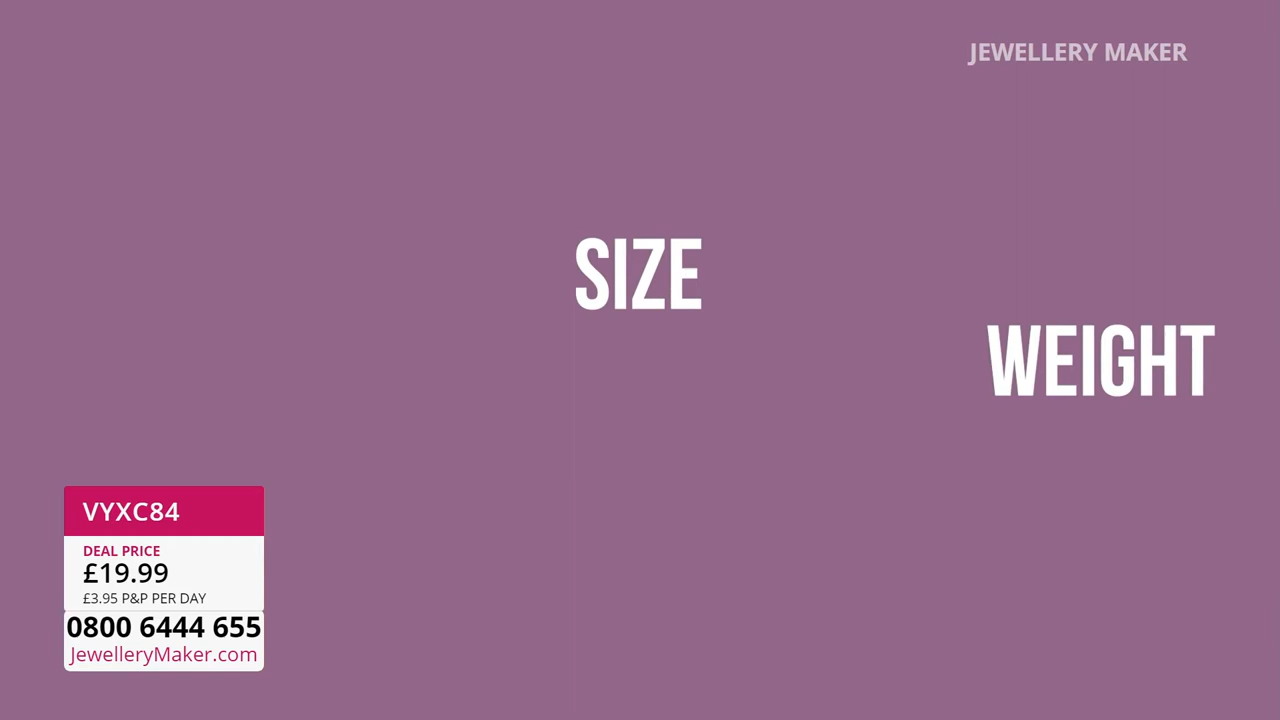 JEWELLERY MAKER
SIZE
WEIGHT
VYXC84
DEAL PRICE
£19.99
£3.95 P&P PER DAY
0800 6444 655
JewelleryMaker.com